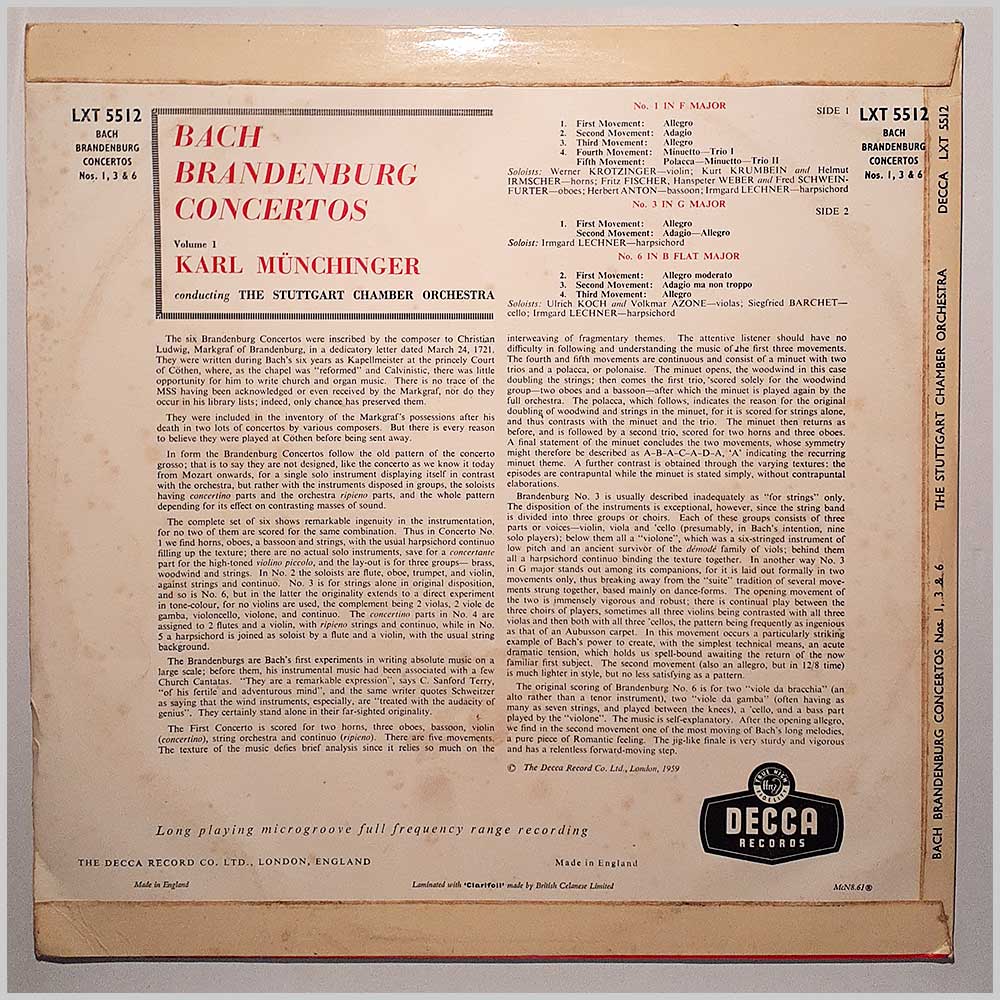 LXT 5512
BACH
BRANDENBURG
CONCERTOS
Nos. 1, 3 & 6
BACH
BRANDENBURG
CONCERTOS
Volume 1
KARL MÜNCHINGER
conducting THE STUTTGART CHAMBER ORCHESTRA
No. 1 IN F MAJOR
SIDE 1
1. First Movement: Allegro
2. Second Movement: Adagio
3. Third Movement: Allegro
4. Fourth Movement: Minuetto—Trio I
Fifth Movement: Polacca—Minuetto—Trio II
Soloists: Werner KROTZINGER—violin; Kurt KRUMBEIN and Helmut
IRMSCHER—horns; Fritz FISCHER, Hanspeter WEBER and Fred SCHWEIN-
FURTER—oboes; Herbert ANTON—bassoon; Irmgard LECHNER—harpsichord
No. 3 IN G MAJOR
SIDE 2
1. First Movement: Allegro
Second Movement: Adagio—Allegro
Soloist: Irmgard LECHNER—harpsichord
No. 6 IN B FLAT MAJOR
2. First Movement: Allegro moderato
3. Second Movement: Adagio ma non troppo
4. Third Movement: Allegro
Soloists: Ulrich KOCH and Volkmar AZONE—violas; Siegfried BARCHET—
cello; Irmgard LECHNER—harpsichord
LXT 5512
BACH
BRANDENBURG
CONCERTOS
Nos. 1, 3 & 6
The six Brandenburg Concertos were inscribed by the composer to Christian
Ludwig, Markgraf of Brandenburg, in a dedicatory letter dated March 24, 1721.
They were written during Bach's six years as Kapellmeister at the princely Court
of Cöthen, where, as the chapel was "reformed" and Calvinistic, there was little
opportunity for him to write church and organ music. There is no trace of the
MSS having been acknowledged or even received by the Markgraf, nor do they
occur in his library lists; indeed, only chance has preserved them.
They were included in the inventory of the Markgraf's possessions after his
death in two lots of concertos by various composers. But there is every reason
to believe they were played at Cöthen before being sent away.
In form the Brandenburg Concertos follow the old pattern of the concerto
grosso; that is to say they are not designed, like the concerto as we know it today
from Mozart onwards, for a single solo instrument displaying itself in contrast
with the orchestra, but rather with the instruments disposed in groups, the soloists
having concertino parts and the orchestra ripieno parts, and the whole pattern
depending for its effect on contrasting masses of sound.
The complete set of six shows remarkable ingenuity in the instrumentation,
for no two of them are scored for the same combination. Thus in Concerto No.
1 we find horns, oboes, a bassoon and strings, with the usual harpsichord continuo
filling up the texture; there are no actual solo instruments, save for a concertante
part for the high-toned violino piccolo, and the lay-out is for three groups— brass,
woodwind and strings. In No. 2 the soloists are flute, oboe, trumpet, and violin,
against strings and continuo. No. 3 is for strings alone in original disposition,
and so is No. 6, but in the latter the originality extends to a direct experiment
in tone-colour, for no violins are used, the complement being 2 violas, 2 viole de
gamba, violoncello, violone, and continuo. The concertino parts in No. 4 are
assigned to 2 flutes and a violin, with ripieno strings and continuo, while in No.
5 a harpsichord is joined as soloist by a flute and a violin, with the usual string
background.
The Brandenburgs are Bach's first experiments in writing absolute music on a
large scale; before them, his instrumental music had been associated with a few
Church Cantatas. "They are a remarkable expression", says C. Sanford Terry,
"of his fertile and adventurous mind", and the same writer quotes Schweitzer
as saying that the wind instruments, especially, are "treated with the audacity of
genius". They certainly stand alone in their far-sighted originality.
The First Concerto is scored for two horns, three oboes, bassoon, violin
(concertino), string orchestra and continuo (ripieno). There are five movements.
The texture of the music defies brief analysis since it relies so much on the
interweaving of fragmentary themes. The attentive listener should have no
difficulty in following and understanding the music of the first three movements.
The fourth and fifth movements are continuous and consist of a minuet with two
trios and a polacca, or polonaise. The minuet opens, the woodwind in this case
doubling the strings; then comes the first trio, scored solely for the woodwind
group—two oboes and a bassoon—after which the minuet is played again by the
full orchestra. The polacca, which follows, indicates the reason for the original
doubling of woodwind and strings in the minuet, for it is scored for strings alone,
and thus contrasts with the minuet and the trio. The minuet then returns as
before, and is followed by a second trio, scored for two horns and three oboes.
A final statement of the minuet concludes the two movements, whose symmetry
might therefore be described as A-B-A-C-A-D-A, 'A' indicating the recurring
minuet theme. A further contrast is obtained through the varying textures; the
episodes are contrapuntal while the minuet is stated simply, without contrapuntal
elaborations.
Brandenburg No. 3 is usually described inadequately as "for strings" only.
The disposition of the instruments is exceptional, however, since the string band
is divided into three groups or choirs. Each of these groups consists of three
parts or voices—violin, viola and 'cello (presumably, in Bach's intention, nine
solo players); below them all a "violone", which was a six-stringed instrument of
low pitch and an ancient survivor of the démodé family of viols; behind them
all a harpsichord continuo binding the texture together. In another way No. 3
in G major stands out among its companions, for it is laid out formally in two
movements only, thus breaking away from the "suite" tradition of several move-
ments strung together, based mainly on dance-forms. The opening movement of
the two is immensely vigorous and robust; there is continual play between the
three choirs of players, sometimes all three violins being contrasted with all three
violas and then both with all three 'cellos, the pattern being frequently as ingenious
as that of an Aubusson carpet. In this movement occurs a particularly striking
example of Bach's power to create, with the simplest technical means, an acute
dramatic tension, which holds us spell-bound awaiting the return of the now
familiar first subject. The second movement (also an allegro, but in 12/8 time)
is much lighter in style, but no less satisfying as a pattern.
The original scoring of Brandenburg No. 6 is for two "viole da bracchia" (an
alto rather than a tenor instrument), two "viole da gamba" (often having as
many as seven strings, and played between the knees), a 'cello, and a bass part
played by the "violone". The music is self-explanatory. After the opening allegro,
we find in the second movement one of the most moving of Bach's long melodies,
a pure piece of Romantic feeling. The jig-like finale is very sturdy and vigorous
and has a relentless forward-moving step.
© The Decca Record Co. Ltd., London, 1959
TRUE HIGH
ffrr
FIDELITY
DECCA
RECORDS
Long playing microgroove full frequency range recording
THE DECCA RECORD CO. LTD., LONDON, ENGLAND
Made in England
Made in England
Laminated with 'Clarifoil' made by British Celanese Limited
McN8.61®
BACH BRANDENBURG CONCERTOS Nos. 1, 3 & 6 THE STUTTGART CHAMBER ORCHESTRA DECCA LXT 5512